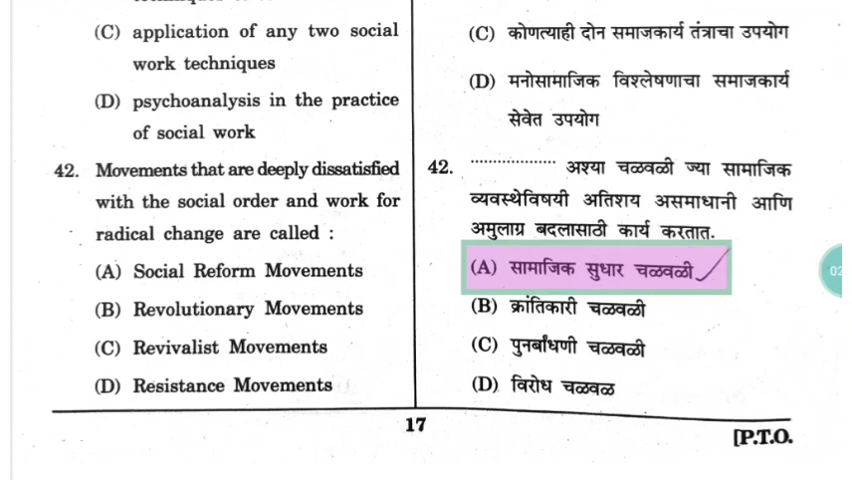 (C) application of any two social
work techniques
(D) psychoanalysis in the practice
of social work
42. Movements that are deeply dissatisfied
with the social order and work for
radical change are called :
(A) Social Reform Movements
(B) Revolutionary Movements
(C) Revivalist Movements
(D) Resistance Movements
(C) कोणत्याही दोन समाजकार्य तंत्राचा उपयोग
(D) मनोसामाजिक विश्लेषणाचा समाजकार्य
सेवेत उपयोग
42. .................... अश्या चळवळी ज्या सामाजिक
व्यवस्थेविषयी अतिशय असमाधानी आणि
अमुलाग्र बदलासाठी कार्य करतात.
(A) सामाजिक सुधार चळवळी
(B) क्रांतिकारी चळवळी
(C) पुनर्बांधणी चळवळी
(D) विरोध चळवळ
17
[P.T.O.
02